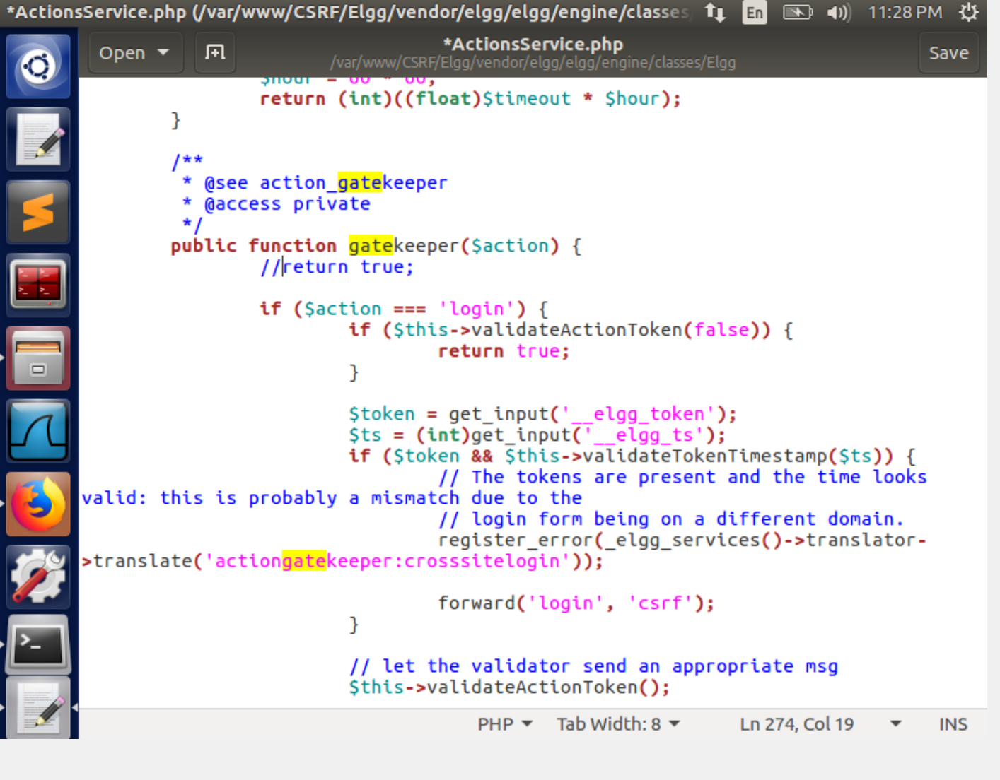 *ActionsService.php (/var/www/CSRF/Elgg/vendor/elgg/elgg/engine/classes
En
11:28 PM
Open
*ActionsService.php
/var/www/CSRF/Elgg/vendor/elgg/elgg/engine/classes/Elgg
Save
$hour = 60 * 60;
return (int)((float)$timeout * $hour);
}
/**
* @see action_gatekeeper
* @access private
*/
public function gatekeeper($action) {
//return true;
if ($action === 'login') {
if ($this->validateActionToken(false)) {
return true;
}
$token = get_input('__elgg_token');
$ts = (int)get_input('__elgg_ts');
if ($token && $this->validateTokenTimestamp($ts)) {
// The tokens are present and the time looks
valid: this is probably a mismatch due to the
// login form being on a different domain.
register_error(_elgg_services()->translator-
>translate('actiongatekeeper:crosssitelogin'));
forward('login', 'csrf');
}
// let the validator send an appropriate msg
$this->validateActionToken();
PHP
Tab Width: 8
Ln 274, Col 19
INS